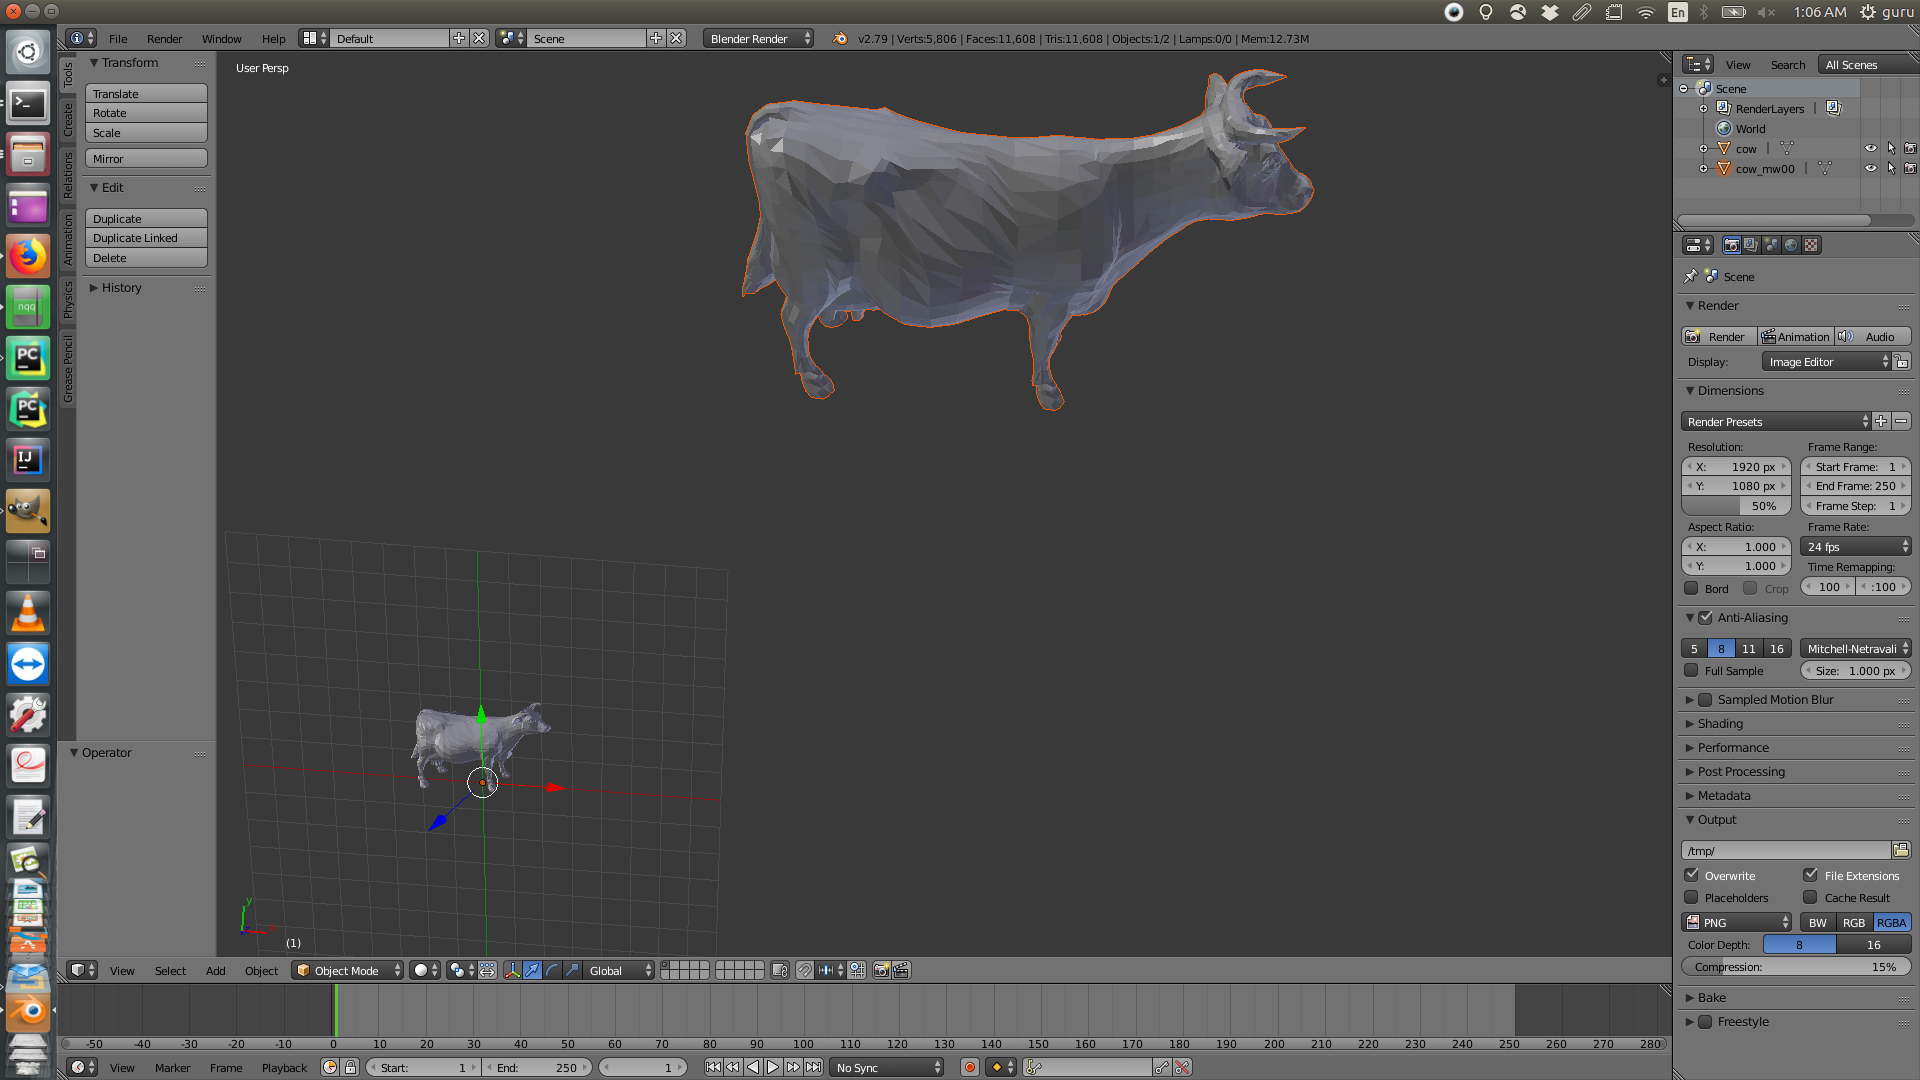 En 1:06 AM guru
File Render Window Help Default Scene Blender Render v2.79 | Verts:5,806 | Faces:11,608 | Tris:11,608 | Objects:1/2 | Lamps:0/0 | Mem:12.73M
User Persp
Tools
Create
Relations
Animation
Physics
Grease Pencil
Transform
Translate
Rotate
Scale
Mirror
Edit
Duplicate
Duplicate Linked
Delete
History
Operator
nqq
PC
PC
IJ
y
(1)
View Search All Scenes
Scene
RenderLayers |
World
cow |
cow_mw00 |
Scene
Render
Render Animation Audio
Display: Image Editor
Dimensions
Render Presets
Resolution: Frame Range:
X: 1920 px Start Frame: 1
Y: 1080 px End Frame: 250
50% Frame Step: 1
Aspect Ratio: Frame Rate:
X: 1.000 24 fps
Y: 1.000 Time Remapping:
Bord Crop 100 :100
Anti-Aliasing
5 8 11 16 Mitchell-Netravali
Full Sample Size: 1.000 px
Sampled Motion Blur
Shading
Performance
Post Processing
Metadata
Output
/tmp/
Overwrite File Extensions
Placeholders Cache Result
PNG BW RGB RGBA
Color Depth: 8 16
Compression: 15%
Bake
Freestyle
View Select Add Object Object Mode Global
-50 -40 -30 -20 -10 0 10 20 30 40 50 60 70 80 90 100 110 120 130 140 150 160 170 180 190 200 210 220 230 240 250 260 270 280
View Marker Frame Playback Start: 1 End: 250 1 No Sync